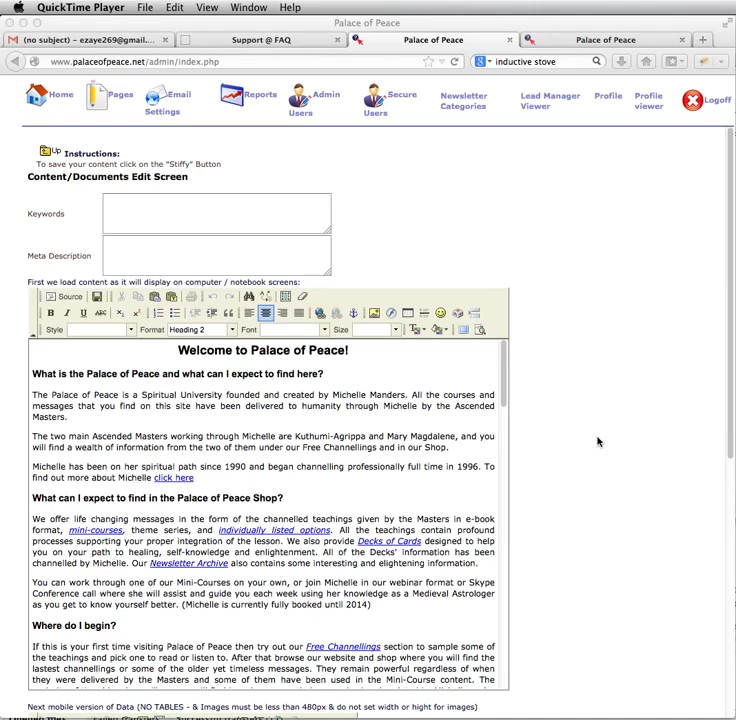 QuickTime Player File Edit View Window Help
Palace of Peace
(no subject) - ezaye269@gmail.... Support @ FAQ Palace of Peace Palace of Peace
www.palaceofpeace.net/admin/index.php inductive stove
Home Pages Email Settings Reports Admin Users Secure Users Newsletter Categories Lead Manager Viewer Profile Profile viewer Logoff
Up Instructions:
To save your content click on the "Stiffy" Button
Content/Documents Edit Screen
Keywords
Meta Description
First we load content as it will display on computer / notebook screens:
Source
B I U ABC
Style Format Heading 2 Font Size
Welcome to Palace of Peace!
What is the Palace of Peace and what can I expect to find here?
The Palace of Peace is a Spiritual University founded and created by Michelle Manders. All the courses and
messages that you find on this site have been delivered to humanity through Michelle by the Ascended
Masters.
The two main Ascended Masters working through Michelle are Kuthumi-Agrippa and Mary Magdalene, and you
will find a wealth of information from the two of them under our Free Channellings and in our Shop.
Michelle has been on her spiritual path since 1990 and began channelling professionally full time in 1996. To
find out more about Michelle click here
What can I expect to find in the Palace of Peace Shop?
We offer life changing messages in the form of the channelled teachings given by the Masters in e-book
format, mini-courses, theme series, and individually listed options. All the teachings contain profound
processes supporting your proper integration of the lesson. We also provide Decks of Cards designed to help
you on your path to healing, self-knowledge and enlightenment. All of the Decks' information has been
channelled by Michelle. Our Newsletter Archive also contains some interesting and elightening information.
You can work through one of our Mini-Courses on your own, or join Michelle in our webinar format or Skype
Conference call where she will assist and guide you each week using her knowledge as a Medieval Astrologer
as you get to know yourself better. (Michelle is currently fully booked until 2014)
Where do I begin?
If this is your first time visiting Palace of Peace then try out our Free Channellings section to sample some of
the teachings and pick one to read or listen to. After that browse our website and shop where you will find the
lastest channellings or some of the older yet timeless messages. They remain powerful regardless of when
they were delivered by the Masters and some of them have been used in the Mini-Course content. The
Next mobile version of Data (NO TABLES - & Images must be less than 480px & do not set width or hight for images)